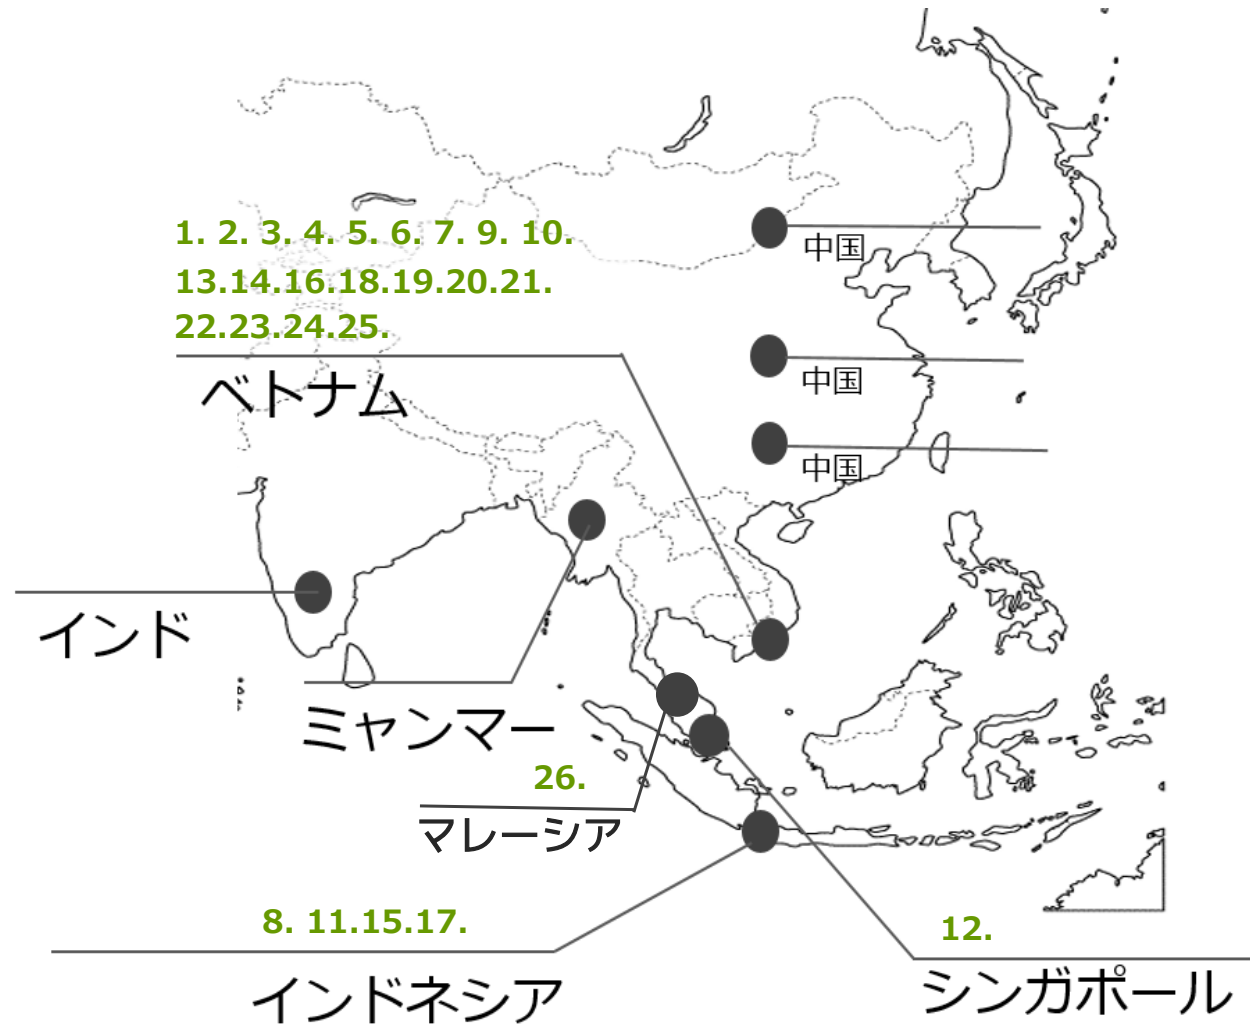 1. 2. 3. 4. 5. 6. 7. 9. 10.
13.14.16.18.19.20.21.
22.23.24.25.
ベトナム
中国
中国
中国
インド
ミャンマー
26.
マレーシア
8. 11.15.17.
インドネシア
12.
シンガポール